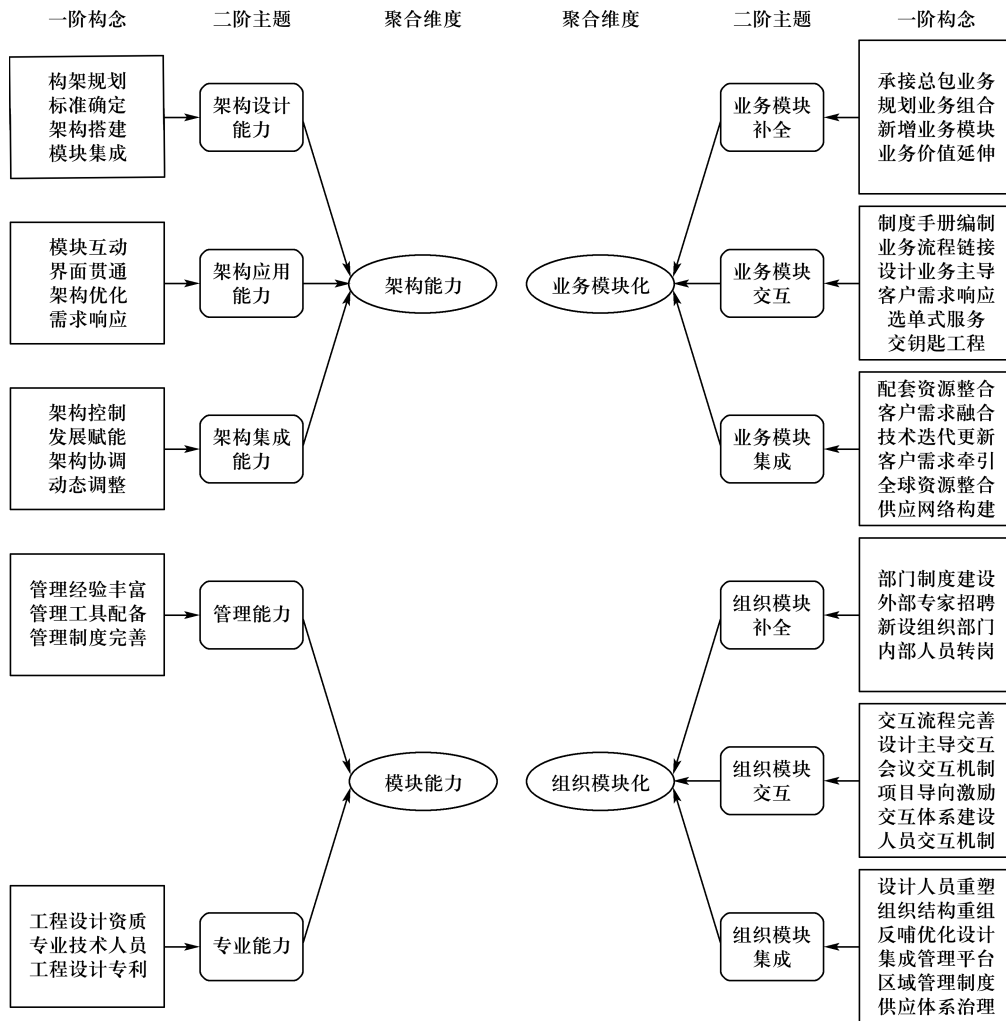 一阶构念
二阶主题
聚合维度
聚合维度
二阶主题
一阶构念
构架规划
标准确定
架构搭建
模块集成
架构设计
能力
模块互动
界面贯通
架构优化
需求响应
架构应用
能力
架构控制
发展赋能
架构协调
动态调整
架构集成
能力
架构能力
管理经验丰富
管理工具配备
管理制度完善
管理能力
工程设计资质
专业技术人员
工程设计专利
专业能力
模块能力
业务模块化
业务模块
补全
承接总包业务
规划业务组合
新增业务模块
业务价值延伸
业务模块
交互
制度手册编制
业务流程链接
设计业务主导
客户需求响应
选单式服务
交钥匙工程
业务模块
集成
配套资源整合
客户需求融合
技术迭代更新
客户需求牵引
全球资源整合
供应网络构建
组织模块化
组织模块
补全
部门制度建设
外部专家招聘
新设组织部门
内部人员转岗
组织模块
交互
交互流程完善
设计主导交互
会议交互机制
项目导向激励
交互体系建设
人员交互机制
组织模块
集成
设计人员重塑
组织结构重组
反哺优化设计
集成管理平台
区域管理制度
供应体系治理